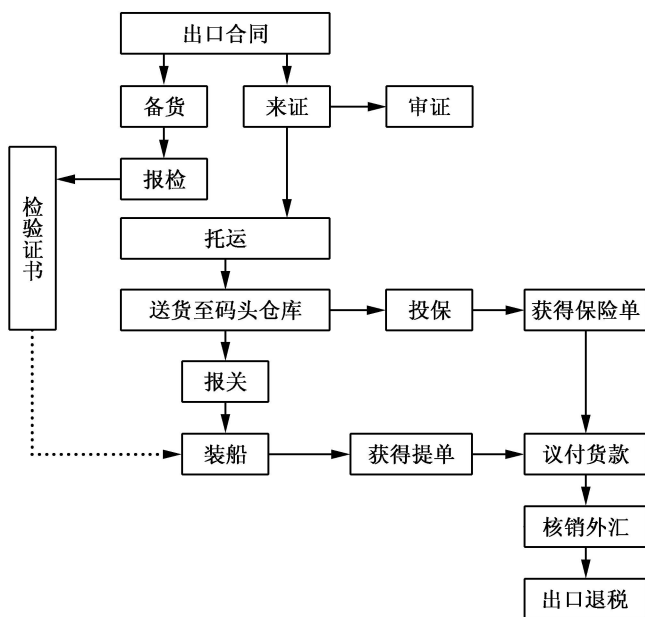 出口合同
备货
来证
审证
报检
检验证书
托运
送货至码头仓库
投保
获得保险单
报关
装船
获得提单
议付货款
核销外汇
出口退税